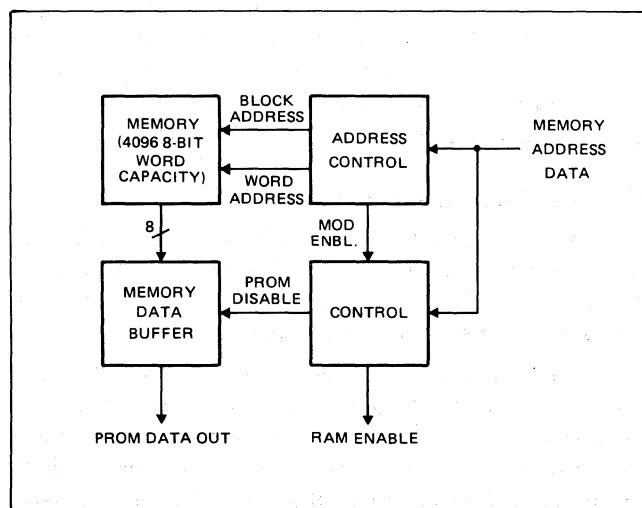 BLOCK
ADDRESS
MEMORY
(4096 8-BIT
WORD
CAPACITY)
WORD
ADDRESS
ADDRESS
CONTROL
MEMORY
ADDRESS
DATA
8
MOD
ENBL.
MEMORY
DATA
BUFFER
PROM
DISABLE
CONTROL
PROM DATA OUT
RAM ENABLE